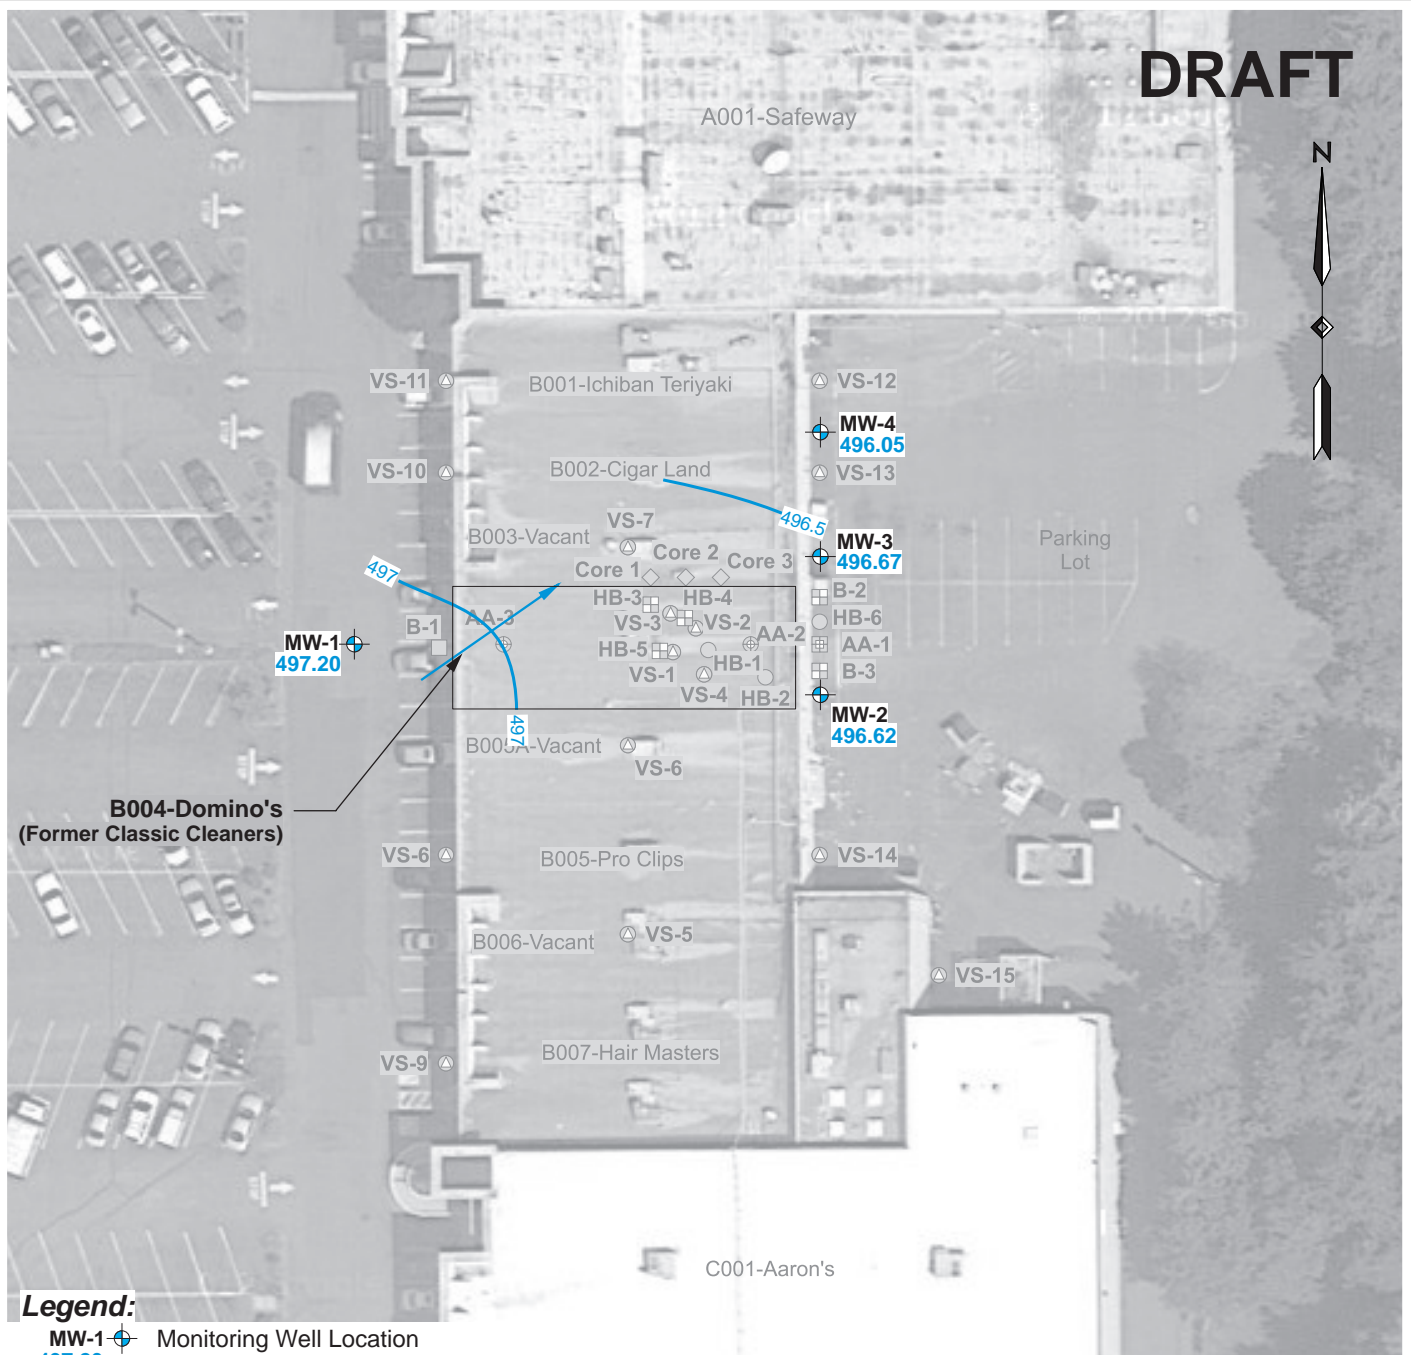 DRAFT
A001-Safeway
N
VS-11
B001-Ichiban Teriyaki
VS-12
MW-4
496.05
VS-10
B002-Cigar Land
VS-13
496.5
VS-7
B003-Vacant
MW-3
496.67
Parking
Lot
Core 2
Core 3
Core 1
497
HB-3
HB-4
B-2
VS-3
VS-2
HB-6
AA-3
B-1
AA-2
MW-1
497.20
HB-5
AA-1
HB-1
VS-1
B-3
VS-4
HB-2
MW-2
496.62
497
B005A-Vacant
VS-6
B004-Domino's
(Former Classic Cleaners)
VS-6
B005-Pro Clips
VS-14
B006-Vacant
VS-5
VS-15
B007-Hair Masters
VS-9
C001-Aaron's
Legend:
MW-1 Monitoring Well Location